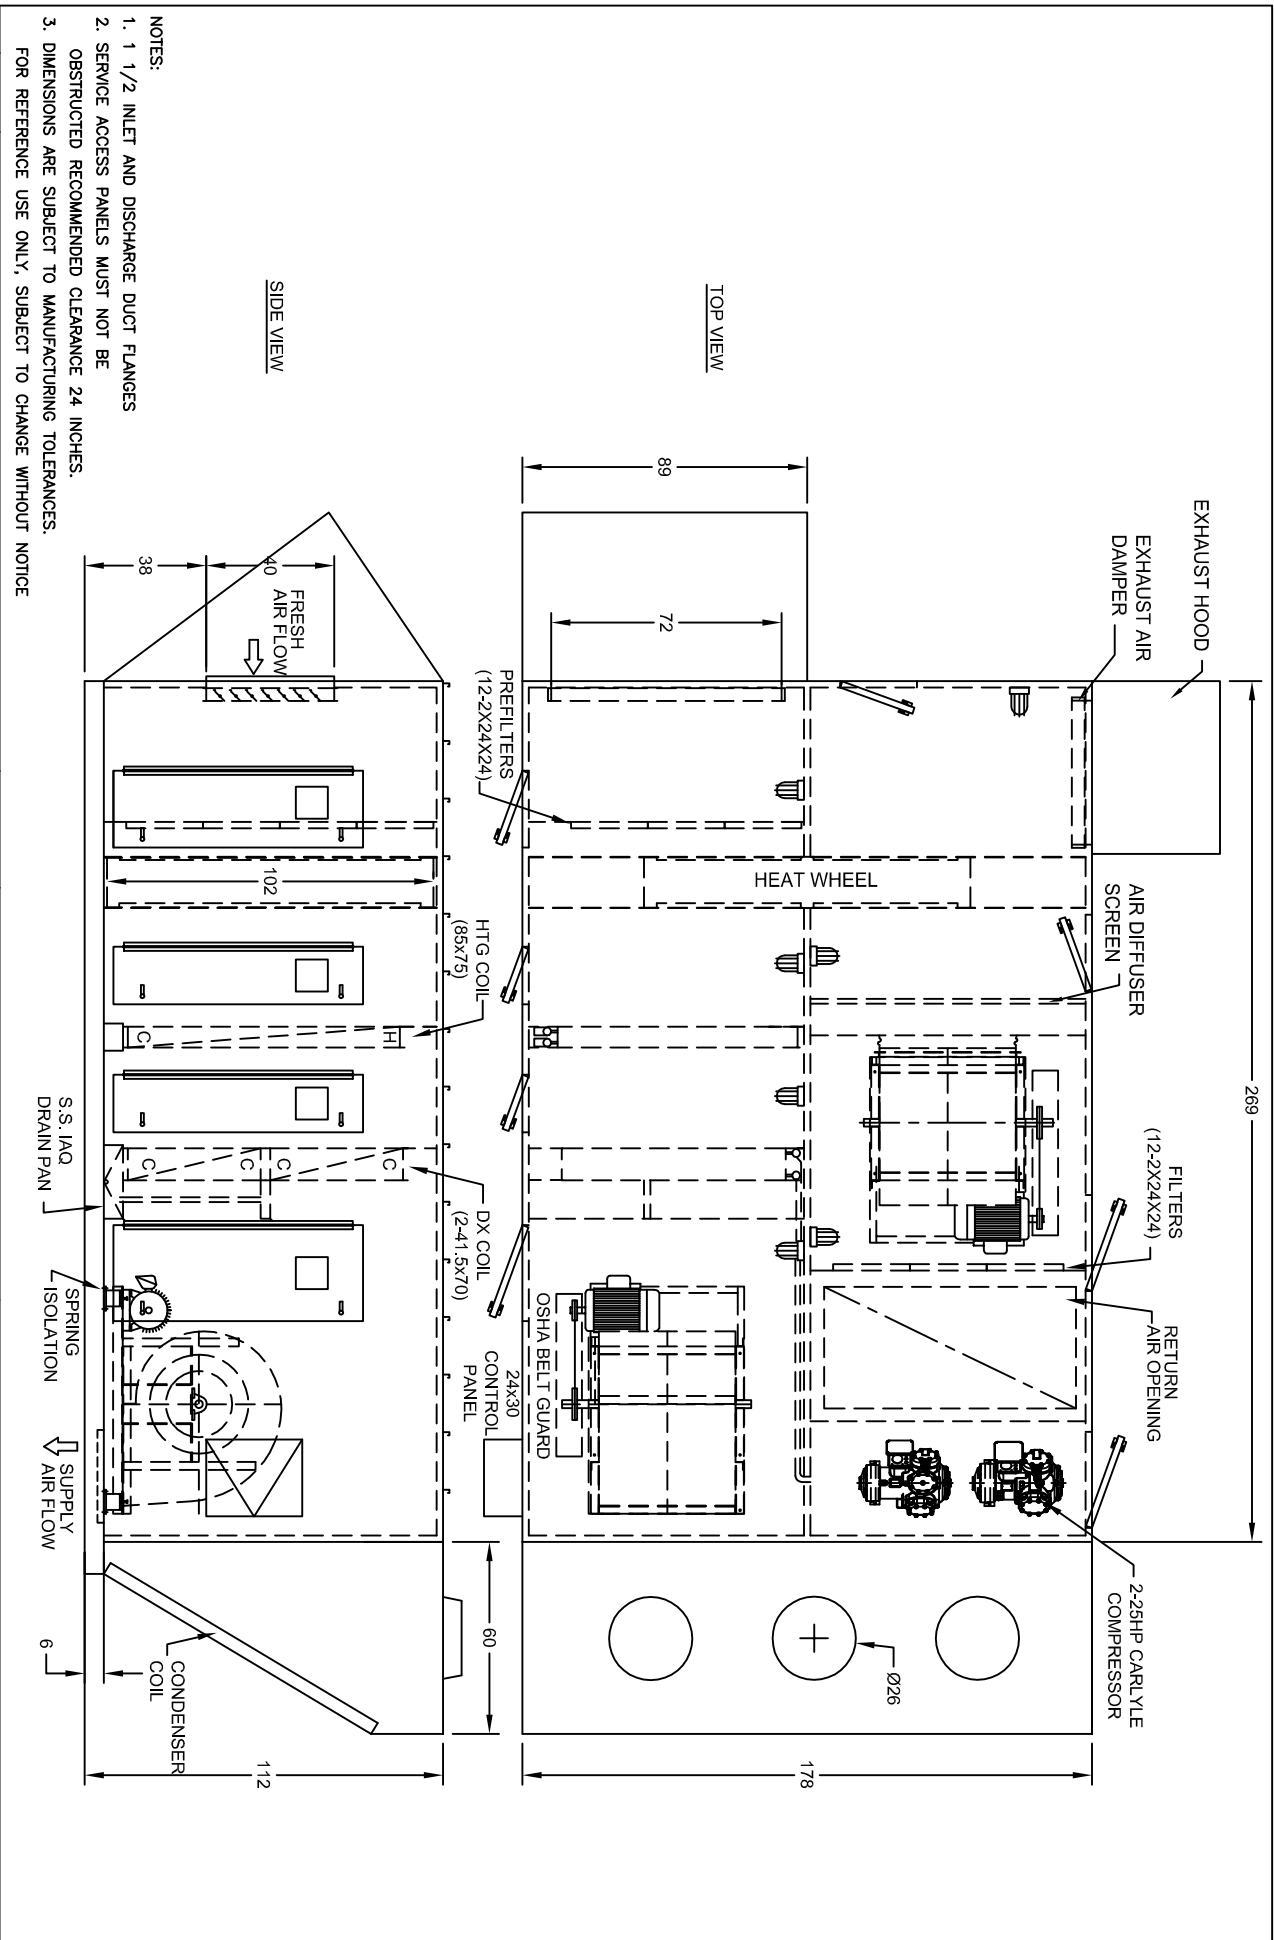 EXHAUST HOOD
EXHAUST AIR
DAMPER
269
AIR DIFFUSER
SCREEN
FILTERS
(12-2X24X24)
RETURN
AIR OPENING
2-25HP CARLYLE
COMPRESSOR
89
72
TOP VIEW
HEAT WHEEL
Ø26
178
PREFILTERS
(12-2X24X24)
OSHA BELT GUARD
24x30
CONTROL
PANEL
60
HTG COIL
(85x75)
DX COIL
(2-41.5x70)
SIDE VIEW
FRESH
AIR FLOW
40
38
102
H
C
C
C
C
C
112
S.S. IAQ
DRAIN PAN
SPRING
ISOLATION
SUPPLY
AIR FLOW
CONDENSER
COIL
6
NOTES:
1. 1 1/2 INLET AND DISCHARGE DUCT FLANGES
2. SERVICE ACCESS PANELS MUST NOT BE
OBSTRUCTED RECOMMENDED CLEARANCE 24 INCHES.
3. DIMENSIONS ARE SUBJECT TO MANUFACTURING TOLERANCES.
FOR REFERENCE USE ONLY, SUBJECT TO CHANGE WITHOUT NOTICE